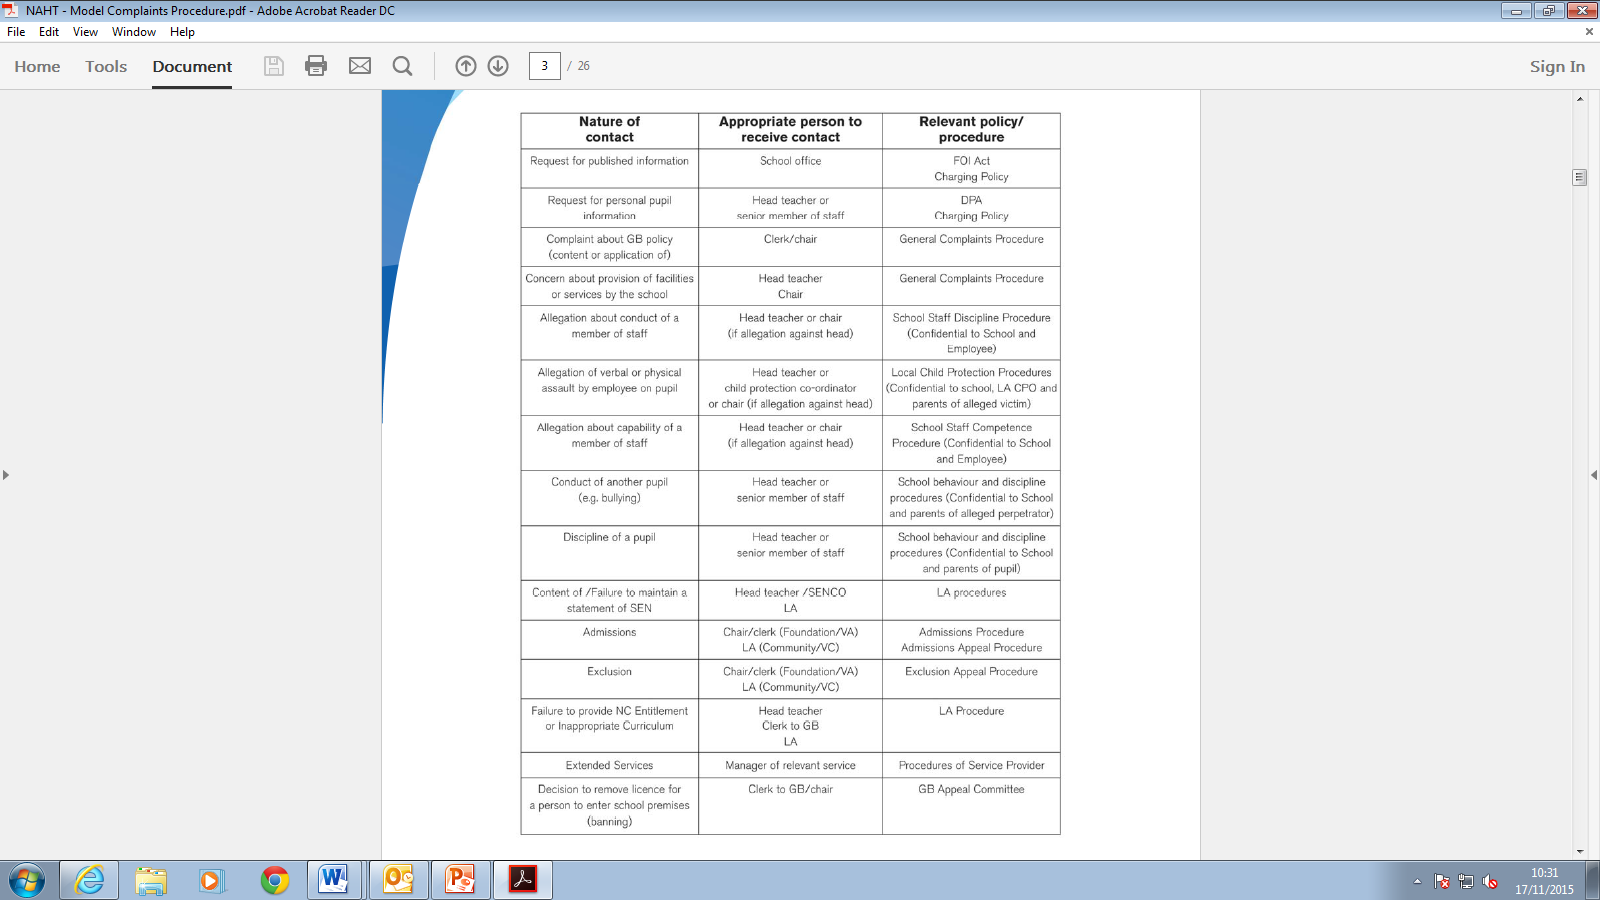 NAHT - Model Complaints Procedure.pdf - Adobe Acrobat Reader DC
File Edit View Window Help
Home Tools Document 3 / 26 Sign In
Nature of contact Appropriate person to receive contact Relevant policy/ procedure
Request for published information School office FOI Act
Charging Policy
Request for personal pupil Head teacher or DPA
information senior member of staff Charging Policy
Complaint about GB policy Clerk/chair General Complaints Procedure
(content or application of)
Concern about provision of facilities Head teacher General Complaints Procedure
or services by the school Chair
Allegation about conduct of a Head teacher or chair School Staff Discipline Procedure
member of staff (if allegation against head) (Confidential to School and
Employee)
Allegation of verbal or physical Head teacher or Local Child Protection Procedures
assault by employee on pupil child protection co-ordinator (Confidential to school, LA CPO and
or chair (if allegation against head) parents of alleged victim)
Allegation about capability of a Head teacher or chair School Staff Competence
member of staff (if allegation against head) Procedure (Confidential to School
and Employee)
Conduct of another pupil Head teacher or School behaviour and discipline
(e.g. bullying) senior member of staff procedures (Confidential to School
and parents of alleged perpetrator)
Discipline of a pupil Head teacher or School behaviour and discipline
senior member of staff procedures (Confidential to School
and parents of pupil)
Content of /Failure to maintain a Head teacher /SENCO LA procedures
statement of SEN LA
Admissions Chair/clerk (Foundation/VA) Admissions Procedure
LA (Community/VC) Admissions Appeal Procedure
Exclusion Chair/clerk (Foundation/VA) Exclusion Appeal Procedure
LA (Community/VC)
Failure to provide NC Entitlement Head teacher LA Procedure
or Inappropriate Curriculum Clerk to GB
LA
Extended Services Manager of relevant service Procedures of Service Provider
Decision to remove licence for Clerk to GB/chair GB Appeal Committee
a person to enter school premises
(banning)
10:31
17/11/2015